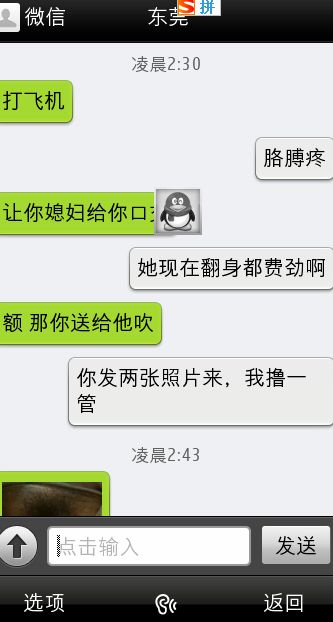 微信
东莞
拼
凌晨2:30
打飞机
胳膊疼
让你媳妇给你口
她现在翻身都费劲啊
额 那你送给他吹
你发两张照片来，我撸一
管
凌晨2:43
点击输入
发送
选项
返回